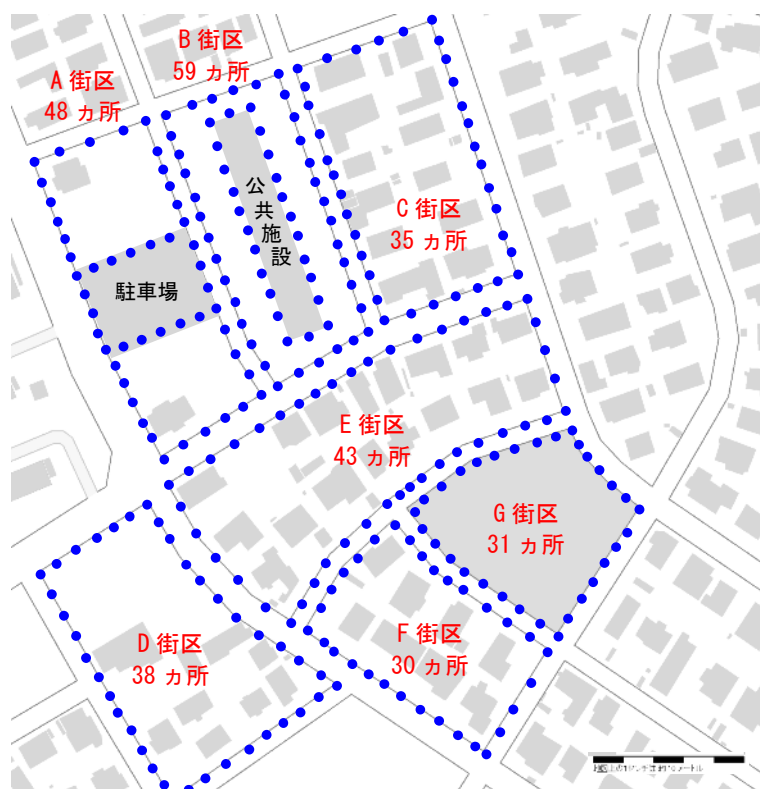 B 街区
59 ヵ所
A 街区
48 ヵ所
公共施設
C 街区
35 ヵ所
駐車場
E 街区
43 ヵ所
G 街区
31 ヵ所
D 街区
38 ヵ所
F 街区
30 ヵ所